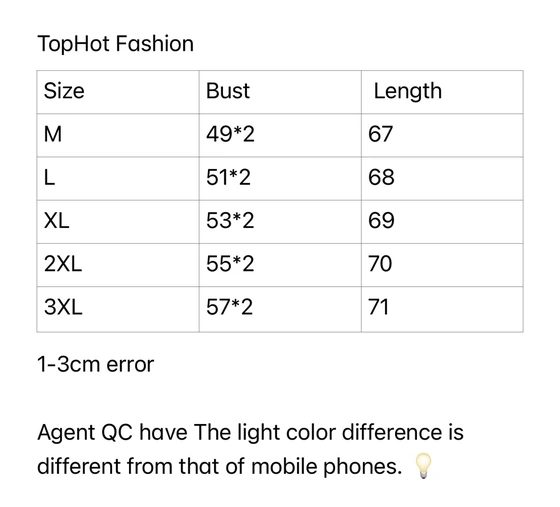 TopHot Fashion
Size Bust Length
M 49*2 67
L 51*2 68
XL 53*2 69
2XL 55*2 70
3XL 57*2 71
1-3cm error
Agent QC have The light color difference is
different from that of mobile phones. 💡